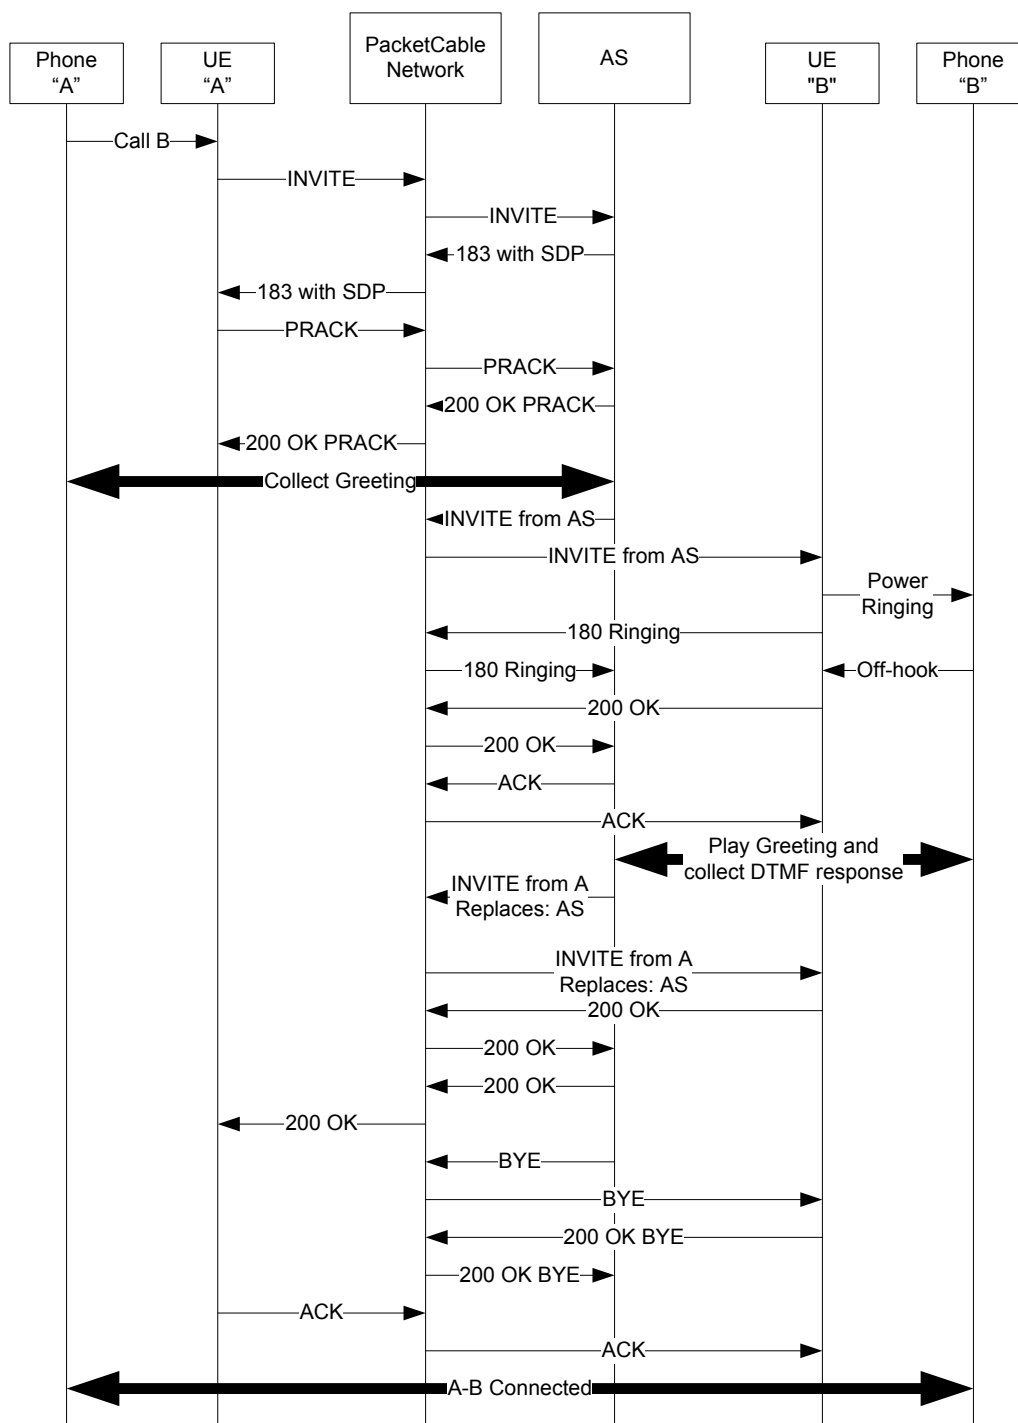 Phone
“A”
UE
“A”
PacketCable
Network
AS
UE
"B"
Phone
“B”
Call B
INVITE
INVITE
183 with SDP
183 with SDP
PRACK
PRACK
200 OK PRACK
200 OK PRACK
Collect Greeting
INVITE from AS
INVITE from AS
Power
Ringing
180 Ringing
180 Ringing
Off-hook
200 OK
200 OK
ACK
ACK
Play Greeting and
collect DTMF response
INVITE from A
Replaces: AS
INVITE from A
Replaces: AS
200 OK
200 OK
200 OK
200 OK
BYE
BYE
200 OK BYE
200 OK BYE
ACK
ACK
A-B Connected